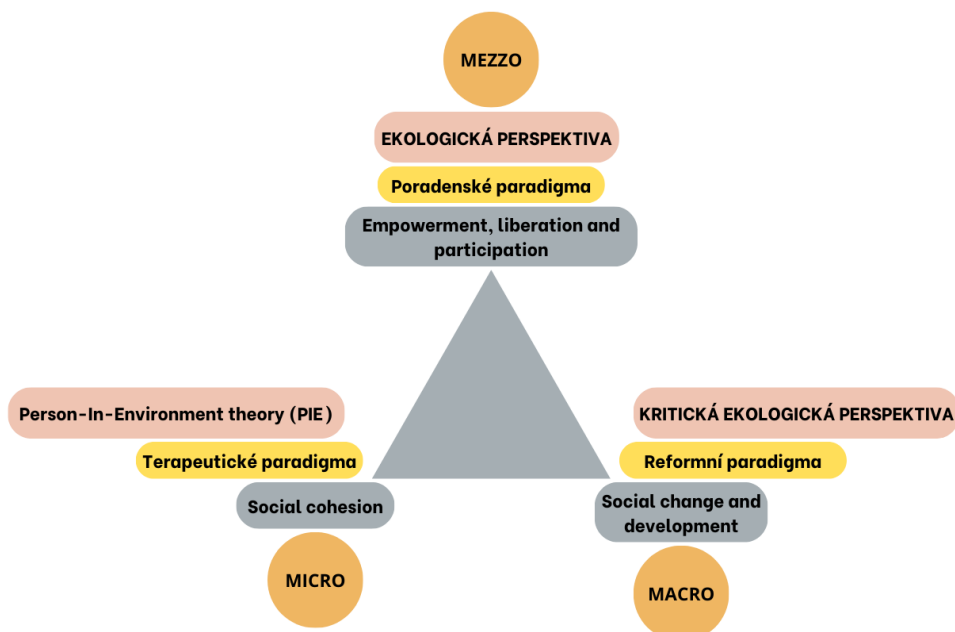 MEZZO
EKOLOGICKÁ PERSPEKTIVA
Poradenské paradigma
Empowerment, liberation and
participation
Person-In-Environment theory (PIE)
Terapeutické paradigma
Social cohesion
MICRO
KRITICKÁ EKOLOGICKÁ PERSPEKTIVA
Reformní paradigma
Social change and
development
MACRO